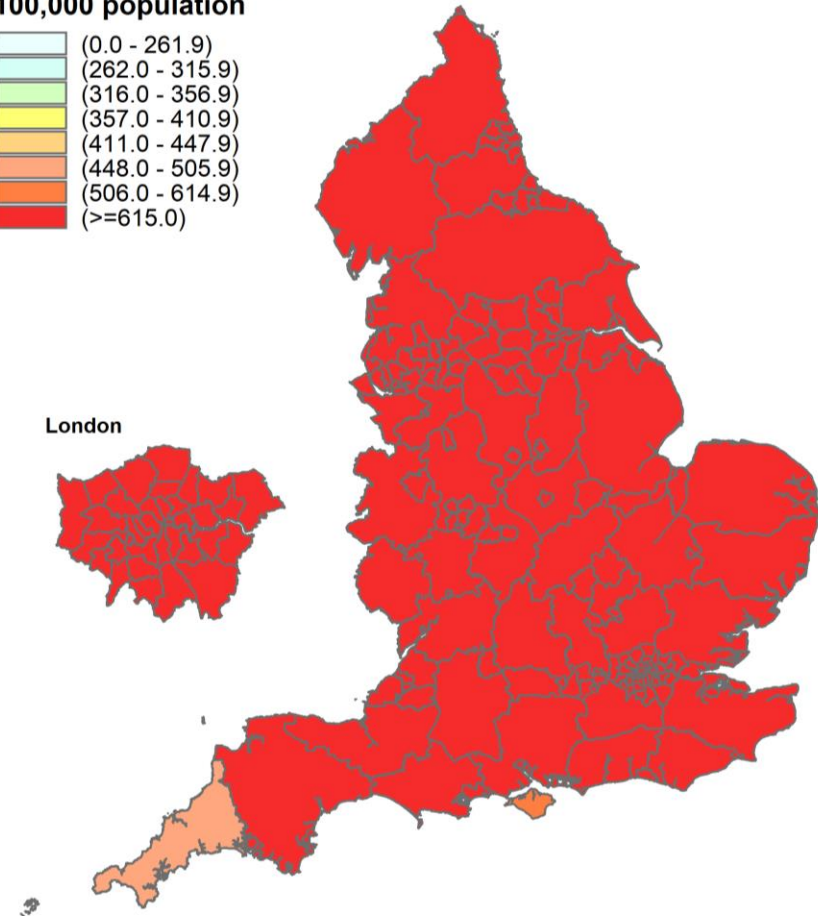 100,000 population
(0.0 - 261.9)
(262.0 - 315.9)
(316.0 - 356.9)
(357.0 - 410.9)
(411.0 - 447.9)
(448.0 - 505.9)
(506.0 - 614.9)
(>=615.0)
London